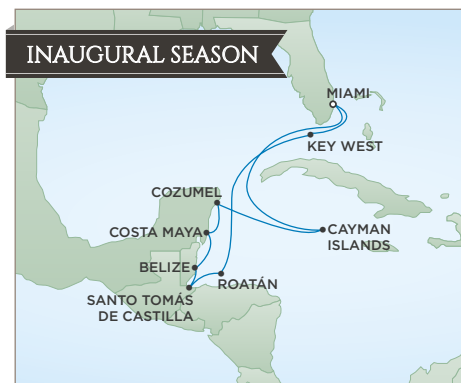 INAUGURAL SEASON
MIAMI
KEY WEST
COZUMEL
COSTA MAYA
CAYMAN
ISLANDS
BELIZE
ROATÁN
SANTO TOMÁS
DE CASTILLA